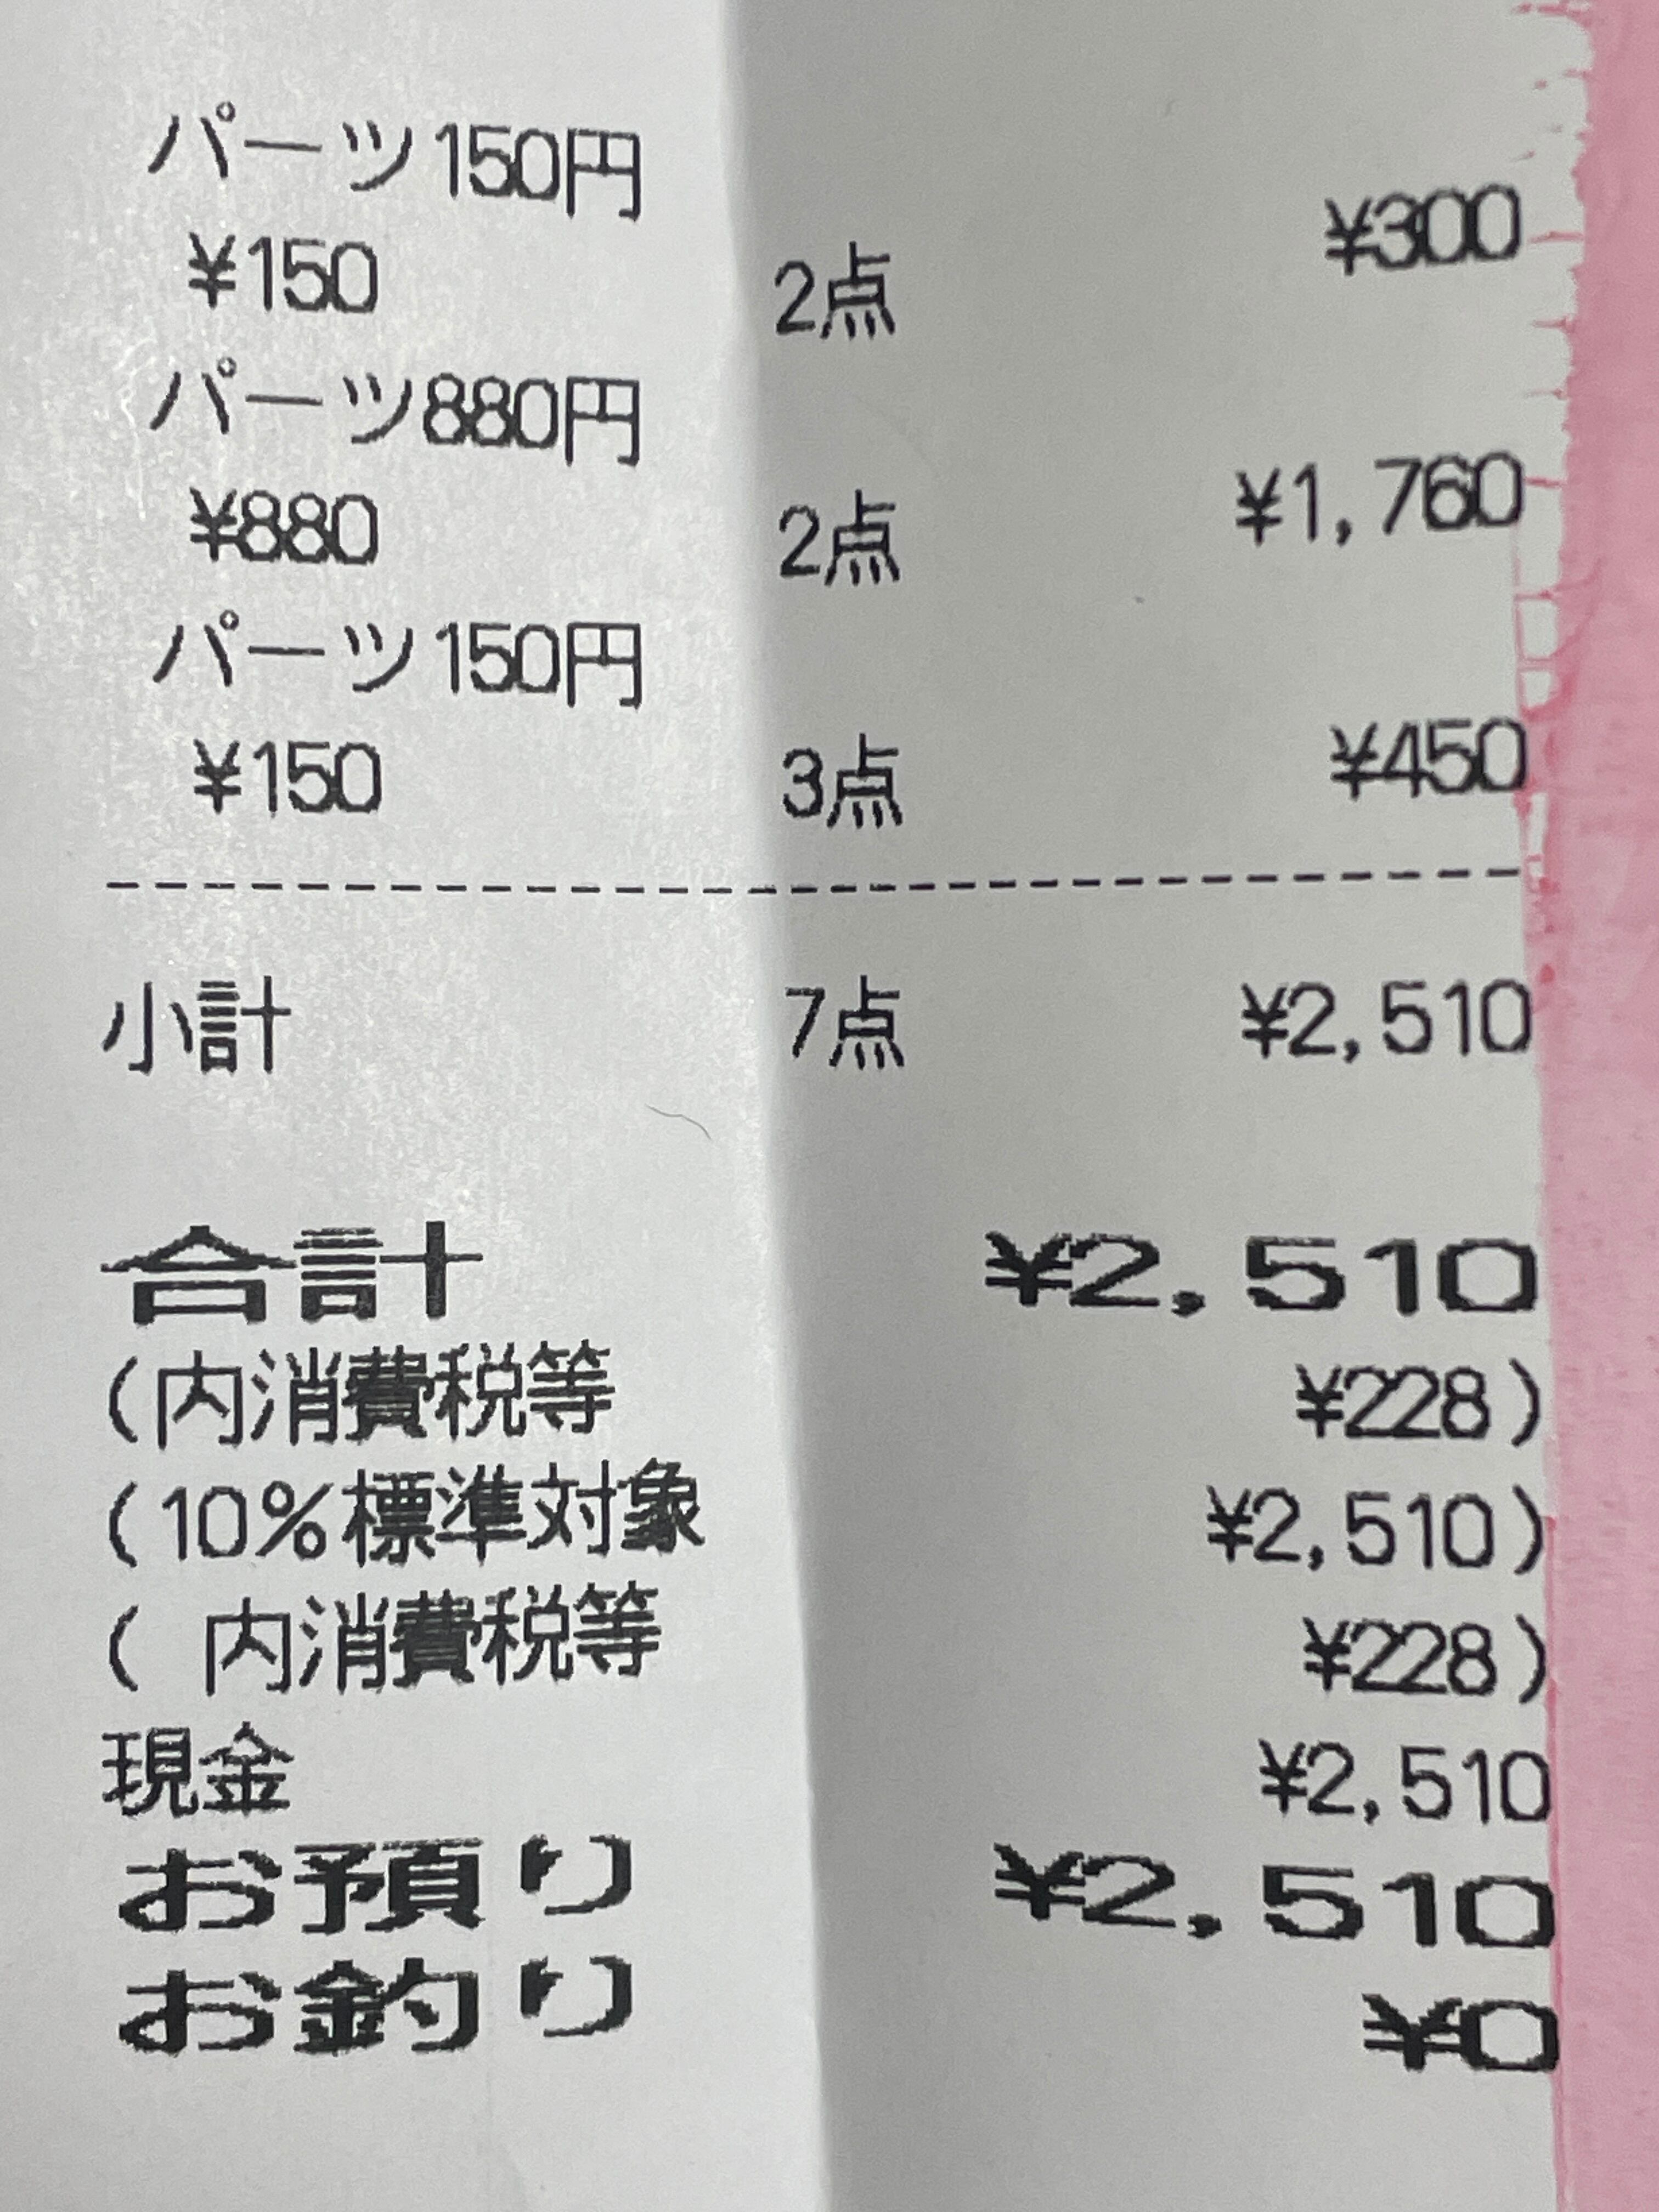 パーツ150円
¥150 2点 ¥300
パーツ880円
¥880 2点 ¥1,760
パーツ150円
¥150 3点 ¥450
小計 7点 ¥2,510
合計 ¥2,510
(内消費税等 ¥228)
(10%標準対象 ¥2,510)
( 内消費税等 ¥228)
現金 ¥2,510
お預り ¥2,510
お釣り ¥0